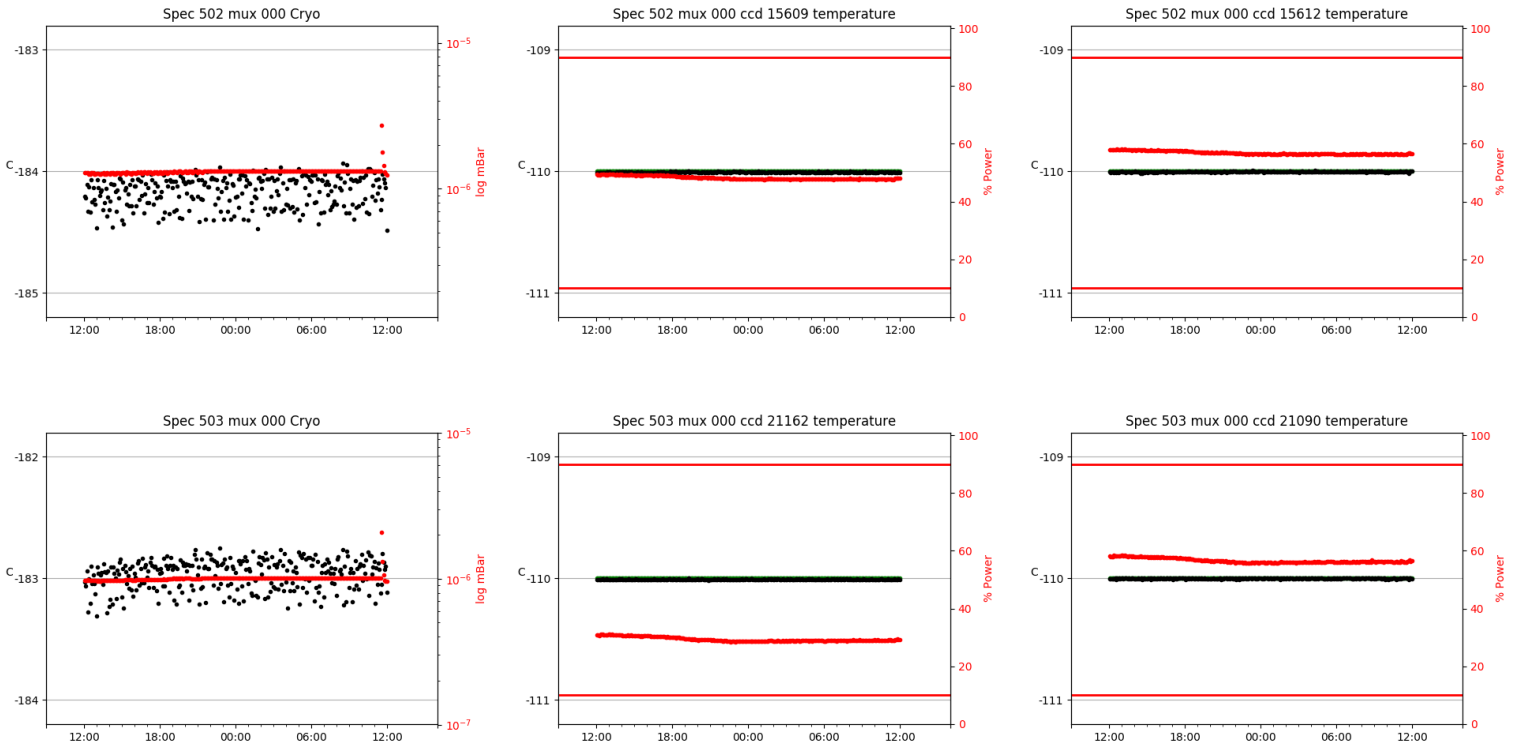 Spec 502 mux 000 Cryo
-183
-184
-185
C
10^-5
10^-6
log mBar
12:00 18:00 00:00 06:00 12:00
Spec 502 mux 000 ccd 15609 temperature
-109
-110
-111
C
100
80
60
40
20
0
% Power
12:00 18:00 00:00 06:00 12:00
Spec 502 mux 000 ccd 15612 temperature
-109
-110
-111
C
100
80
60
40
20
0
% Power
12:00 18:00 00:00 06:00 12:00
Spec 503 mux 000 Cryo
-182
-183
-184
C
10^-5
10^-6
10^-7
log mBar
12:00 18:00 00:00 06:00 12:00
Spec 503 mux 000 ccd 21162 temperature
-109
-110
-111
C
100
80
60
40
20
0
% Power
12:00 18:00 00:00 06:00 12:00
Spec 503 mux 000 ccd 21090 temperature
-109
-110
-111
C
100
80
60
40
20
0
% Power
12:00 18:00 00:00 06:00 12:00